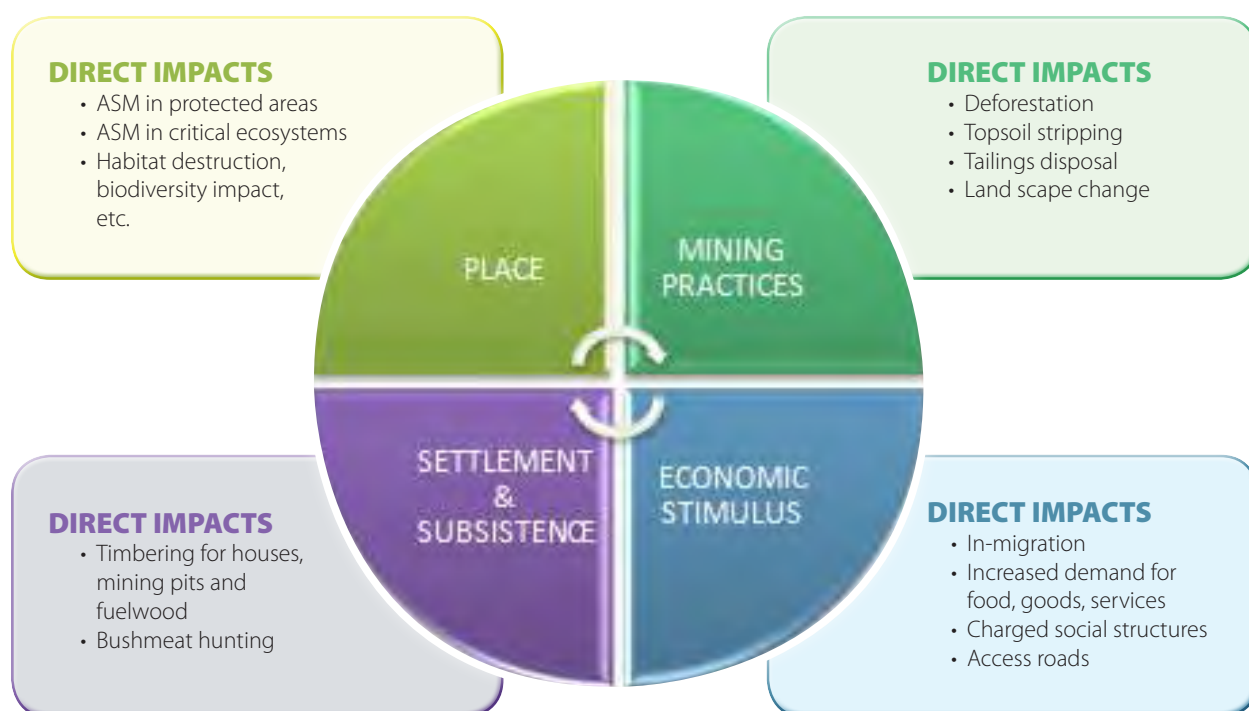 DIRECT IMPACTS
• ASM in protected areas
• ASM in critical ecosystems
• Habitat destruction,
biodiversity impact,
etc.
DIRECT IMPACTS
• Deforestation
• Topsoil stripping
• Tailings disposal
• Land scape change
PLACE
MINING
PRACTICES
SETTLEMENT
&
SUBSISTENCE
ECONOMIC
STIMULUS
DIRECT IMPACTS
• Timbering for houses,
mining pits and
fuelwood
• Bushmeat hunting
DIRECT IMPACTS
• In-migration
• Increased demand for
food, goods, services
• Charged social structures
• Access roads